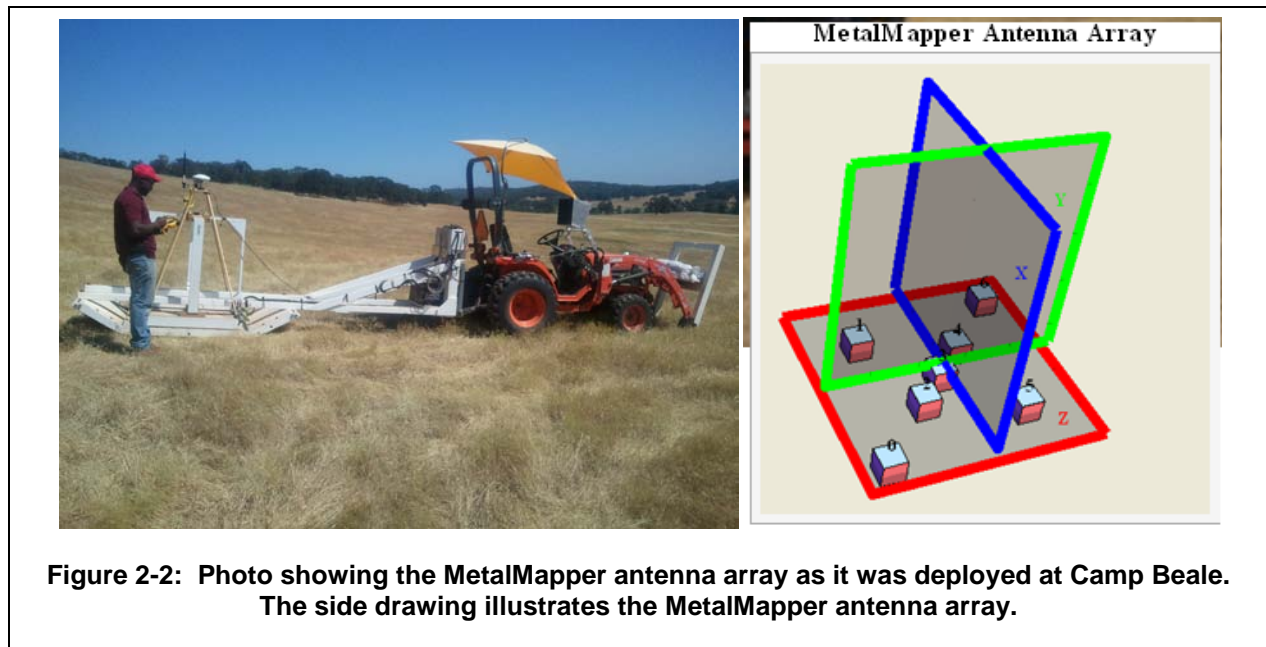 MetalMapper Antenna Array
Y
X
Z
1
4
0
Figure 2-2: Photo showing the MetalMapper antenna array as it was deployed at Camp Beale.
The side drawing illustrates the MetalMapper antenna array.